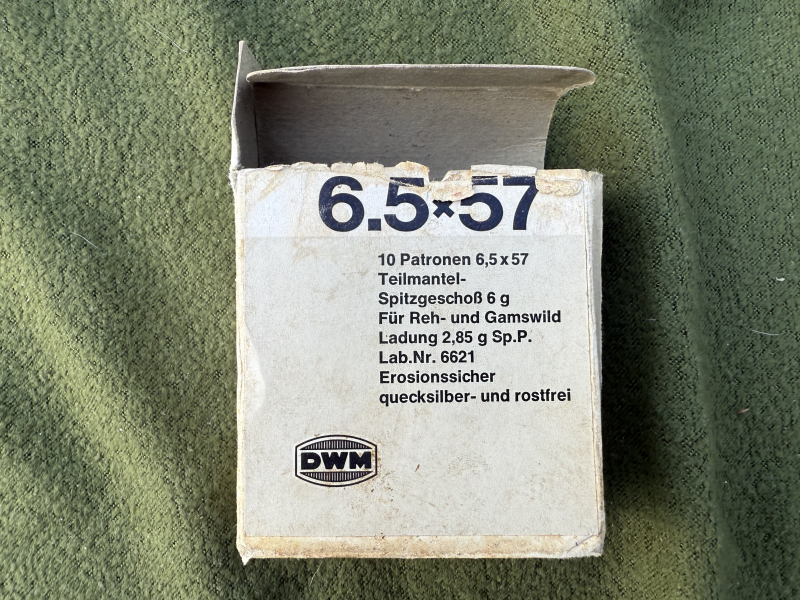 6.5×57
10 Patronen 6,5 x 57
Teilmantel-
Spitzgeschoß 6 g
Für Reh- und Gamswild
Ladung 2,85 g Sp.P.
Lab.Nr. 6621
Erosionssicher
quecksilber- und rostfrei
DWM